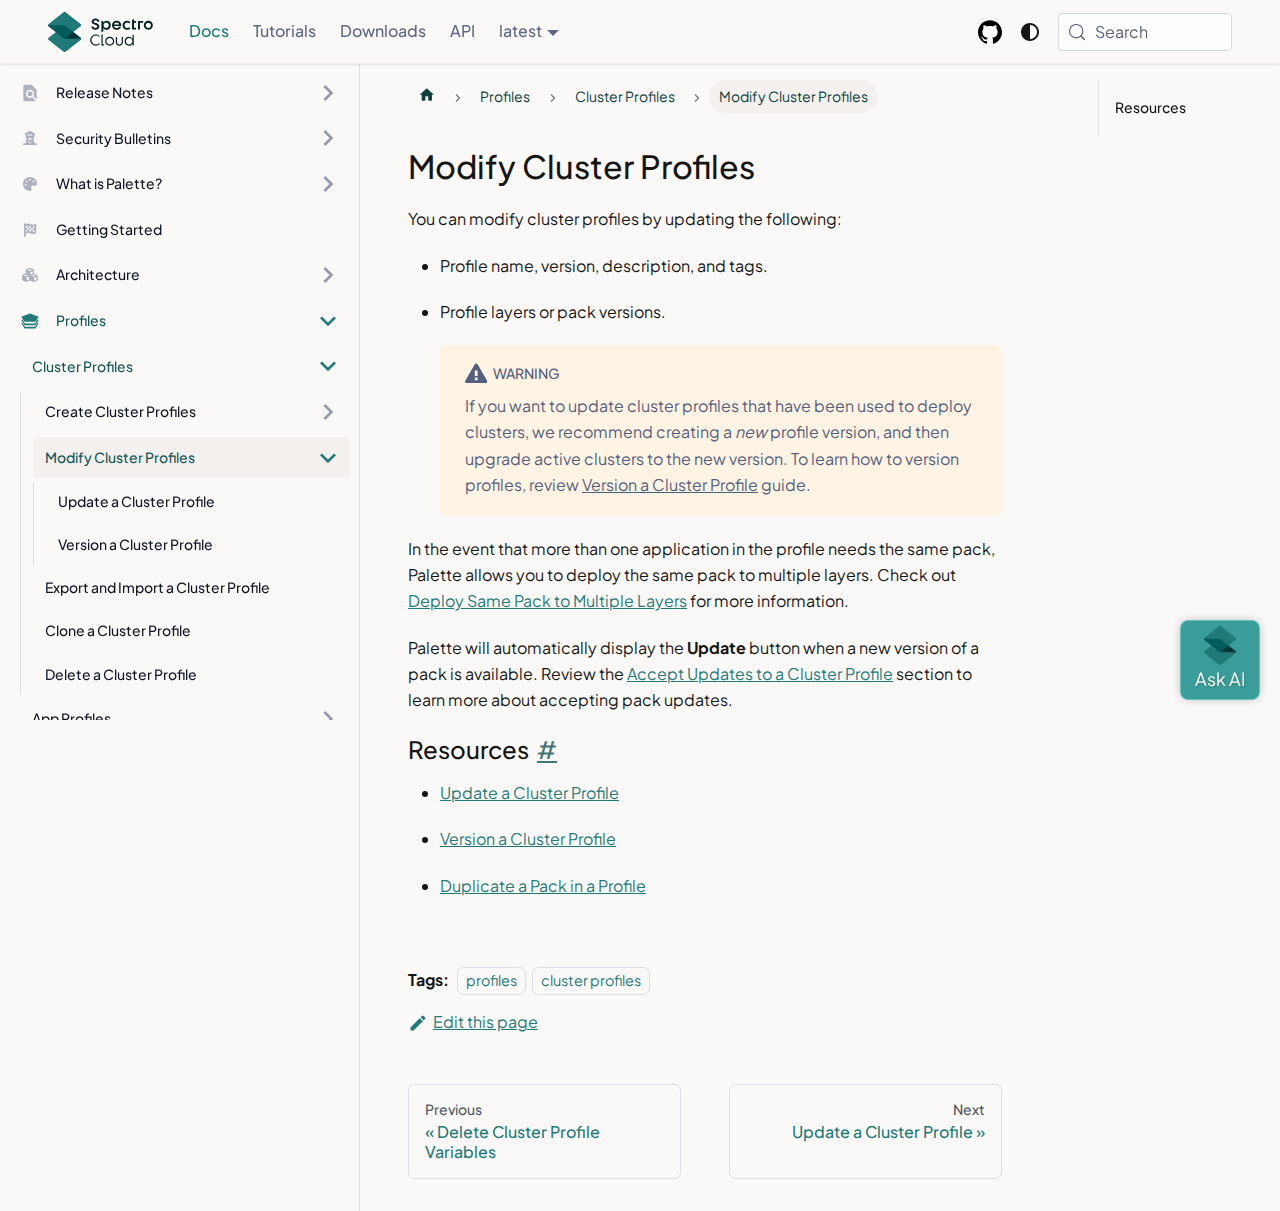 Spectro Cloud
Docs
Tutorials
Downloads
API
latest
Search
Release Notes
Security Bulletins
What is Palette?
Getting Started
Architecture
Profiles
Cluster Profiles
Create Cluster Profiles
Modify Cluster Profiles
Update a Cluster Profile
Version a Cluster Profile
Export and Import a Cluster Profile
Clone a Cluster Profile
Delete a Cluster Profile
App Profiles
Profiles
Cluster Profiles
Modify Cluster Profiles
Modify Cluster Profiles
You can modify cluster profiles by updating the following:
Profile name, version, description, and tags.
Profile layers or pack versions.
WARNING
If you want to update cluster profiles that have been used to deploy
clusters, we recommend creating a new profile version, and then
upgrade active clusters to the new version. To learn how to version
profiles, review Version a Cluster Profile guide.
In the event that more than one application in the profile needs the same pack,
Palette allows you to deploy the same pack to multiple layers. Check out
Deploy Same Pack to Multiple Layers for more information.
Palette will automatically display the Update button when a new version of a
pack is available. Review the Accept Updates to a Cluster Profile section to
learn more about accepting pack updates.
Resources #
Update a Cluster Profile
Version a Cluster Profile
Duplicate a Pack in a Profile
Tags: profiles cluster profiles
Edit this page
Previous
« Delete Cluster Profile
Variables
Next
Update a Cluster Profile »
Resources
Ask AI